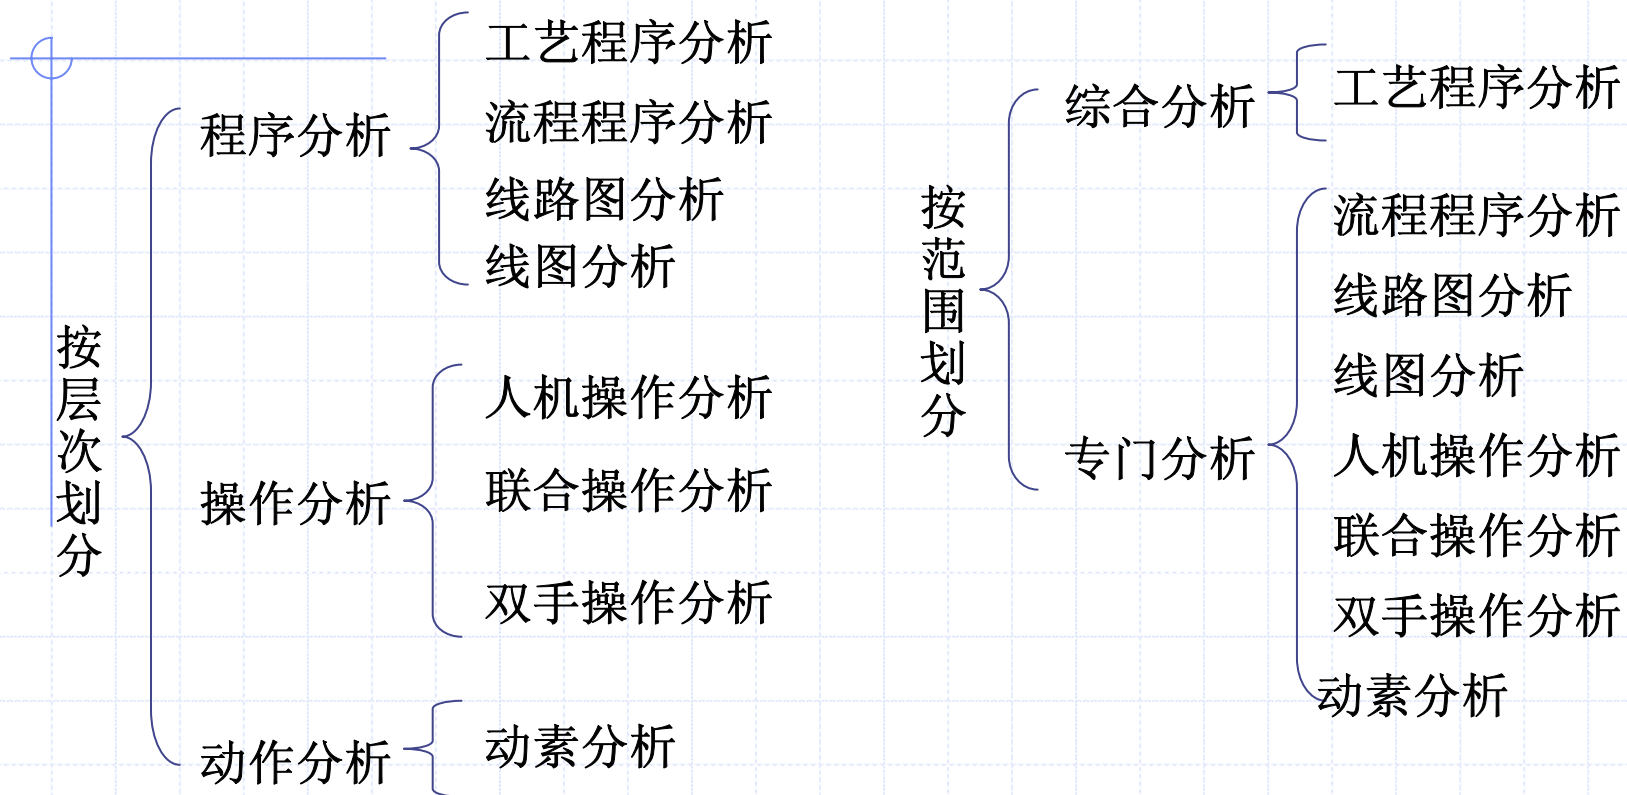 按层次划分
程序分析
工艺程序分析
流程程序分析
线路图分析
线图分析
操作分析
人机操作分析
联合操作分析
双手操作分析
动作分析
动素分析
按范围划分
综合分析
工艺程序分析
专门分析
流程程序分析
线路图分析
线图分析
人机操作分析
联合操作分析
双手操作分析
动素分析